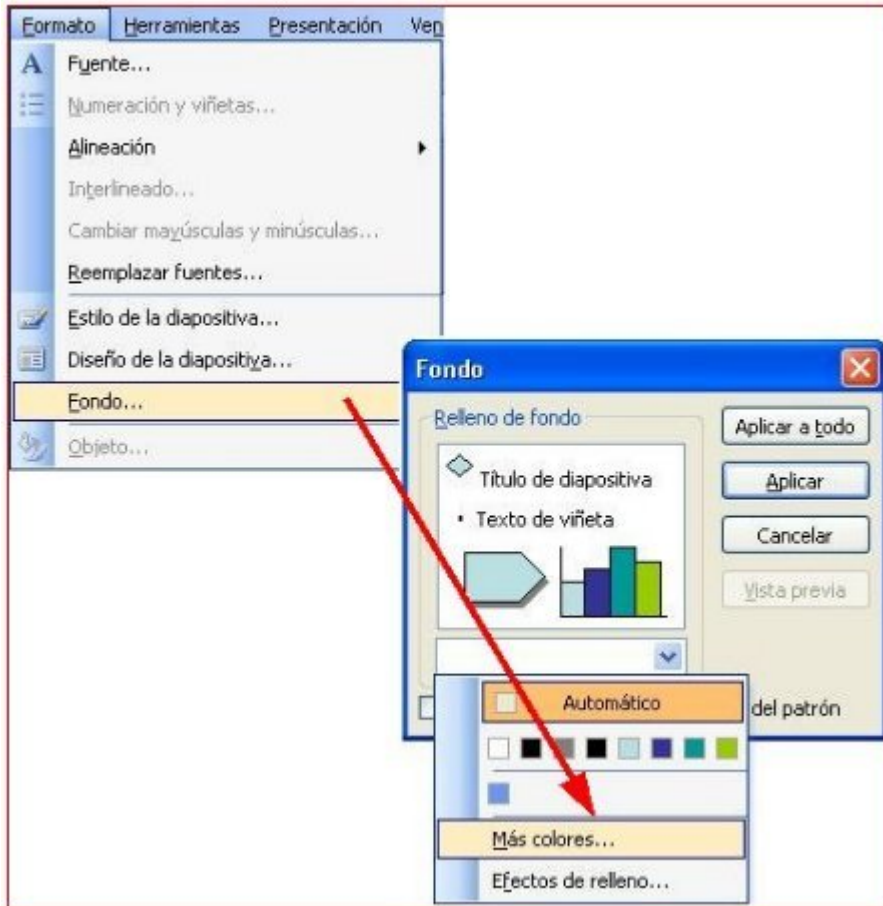 Formato Herramientas Presentación Ven
Fuente...
Numeración y viñetas...
Alineación
Interlineado...
Cambiar mayúsculas y minúsculas...
Reemplazar fuentes...
Estilo de la diapositiva...
Diseño de la diapositiva...
Fondo...
Objeto...
Fondo
Relleno de fondo
Título de diapositiva
• Texto de viñeta
Aplicar a todo
Aplicar
Cancelar
Vista previa
del patrón
Automático
Más colores...
Efectos de relleno...